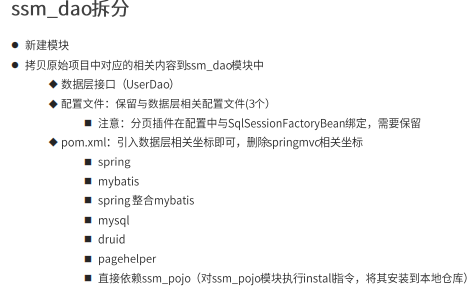 ssm_dao拆分
● 新建模块
● 拷贝原始项目中对应的相关内容到ssm_dao模块中
◆ 数据层接口（UserDao）
◆ 配置文件：保留与数据层相关配置文件(3个）
■ 注意：分页插件在配置中与SqlSessionFactoryBean绑定，需要保留
◆ pom.xml：引入数据层相关坐标即可，删除springmvc相关坐标
■ spring
■ mybatis
■ spring 整合mybatis
■ mysql
■ druid
■ pagehelper
■ 直接依赖ssm_pojo（对ssm_pojo模块执行install指令，将其安装到本地仓库）